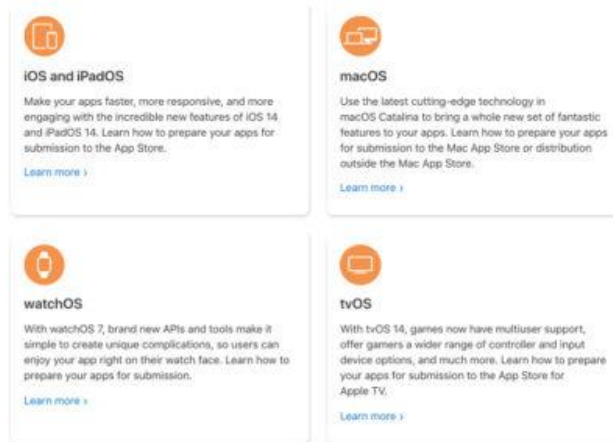 iOS and iPadOS
Make your apps faster, more responsive, and more
engaging with the incredible new features of iOS 14
and iPadOS 14. Learn how to prepare your apps for
submission to the App Store.
Learn more ›
macOS
Use the latest cutting-edge technology in
macOS Catalina to bring a whole new set of fantastic
features to your apps. Learn how to prepare your apps
for submission to the Mac App Store or distribution
outside the Mac App Store.
Learn more ›
watchOS
With watchOS 7, brand new APIs and tools make it
simple to create unique complications, so users can
enjoy your app right on their watch face. Learn how to
prepare your apps for submission.
Learn more ›
tvOS
With tvOS 14, games now have multiuser support,
offer gamers a wider range of controller and input
device options, and much more. Learn how to prepare
your apps for submission to the App Store for
Apple TV.
Learn more ›